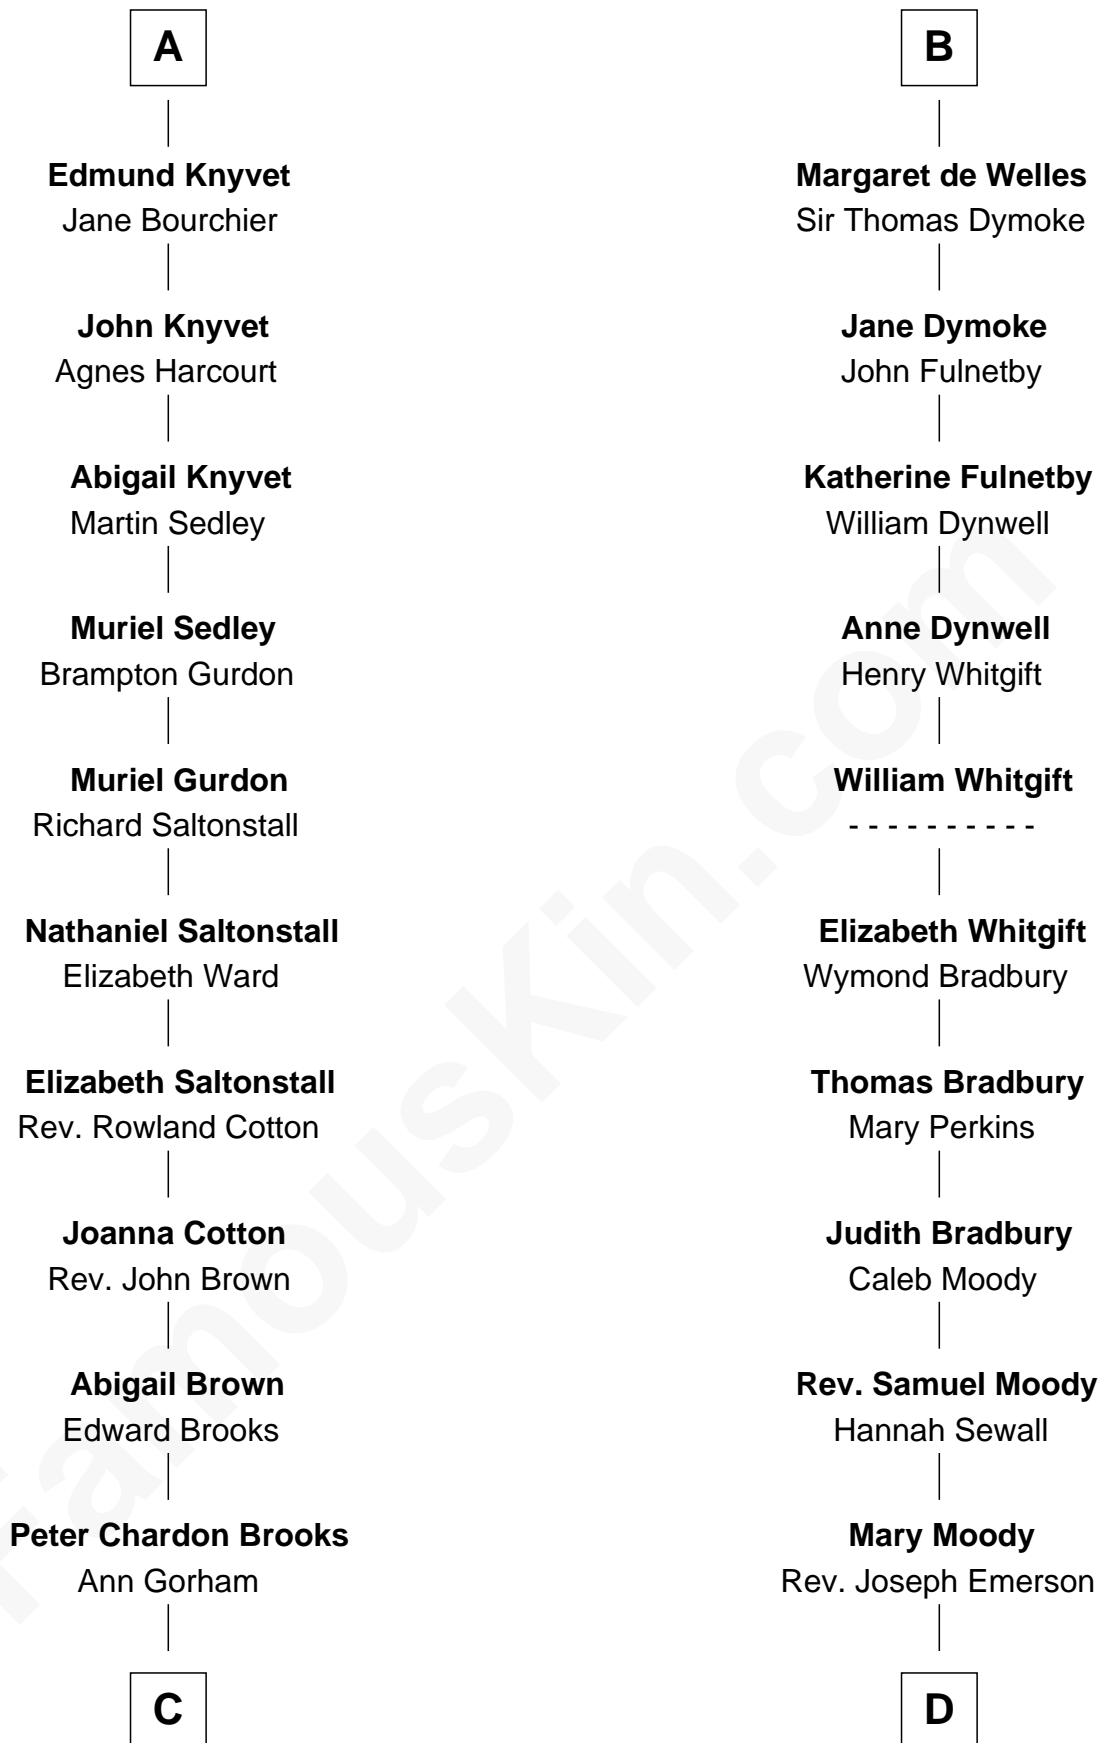 A
Edmund Knyvet
Jane Bourchier
John Knyvet
Agnes Harcourt
Abigail Knyvet
Martin Sedley
Muriel Sedley
Brampton Gurdon
Muriel Gurdon
Richard Saltonstall
Nathaniel Saltonstall
Elizabeth Ward
Elizabeth Saltonstall
Rev. Rowland Cotton
Joanna Cotton
Rev. John Brown
Abigail Brown
Edward Brooks
Peter Chardon Brooks
Ann Gorham
C
B
Margaret de Welles
Sir Thomas Dymoke
Jane Dymoke
John Fulnetby
Katherine Fulnetby
William Dynwell
Anne Dynwell
Henry Whitgift
William Whitgift
- - - - - - - - - -
Elizabeth Whitgift
Wymond Bradbury
Thomas Bradbury
Mary Perkins
Judith Bradbury
Caleb Moody
Rev. Samuel Moody
Hannah Sewall
Mary Moody
Rev. Joseph Emerson
D
FamousKin.com